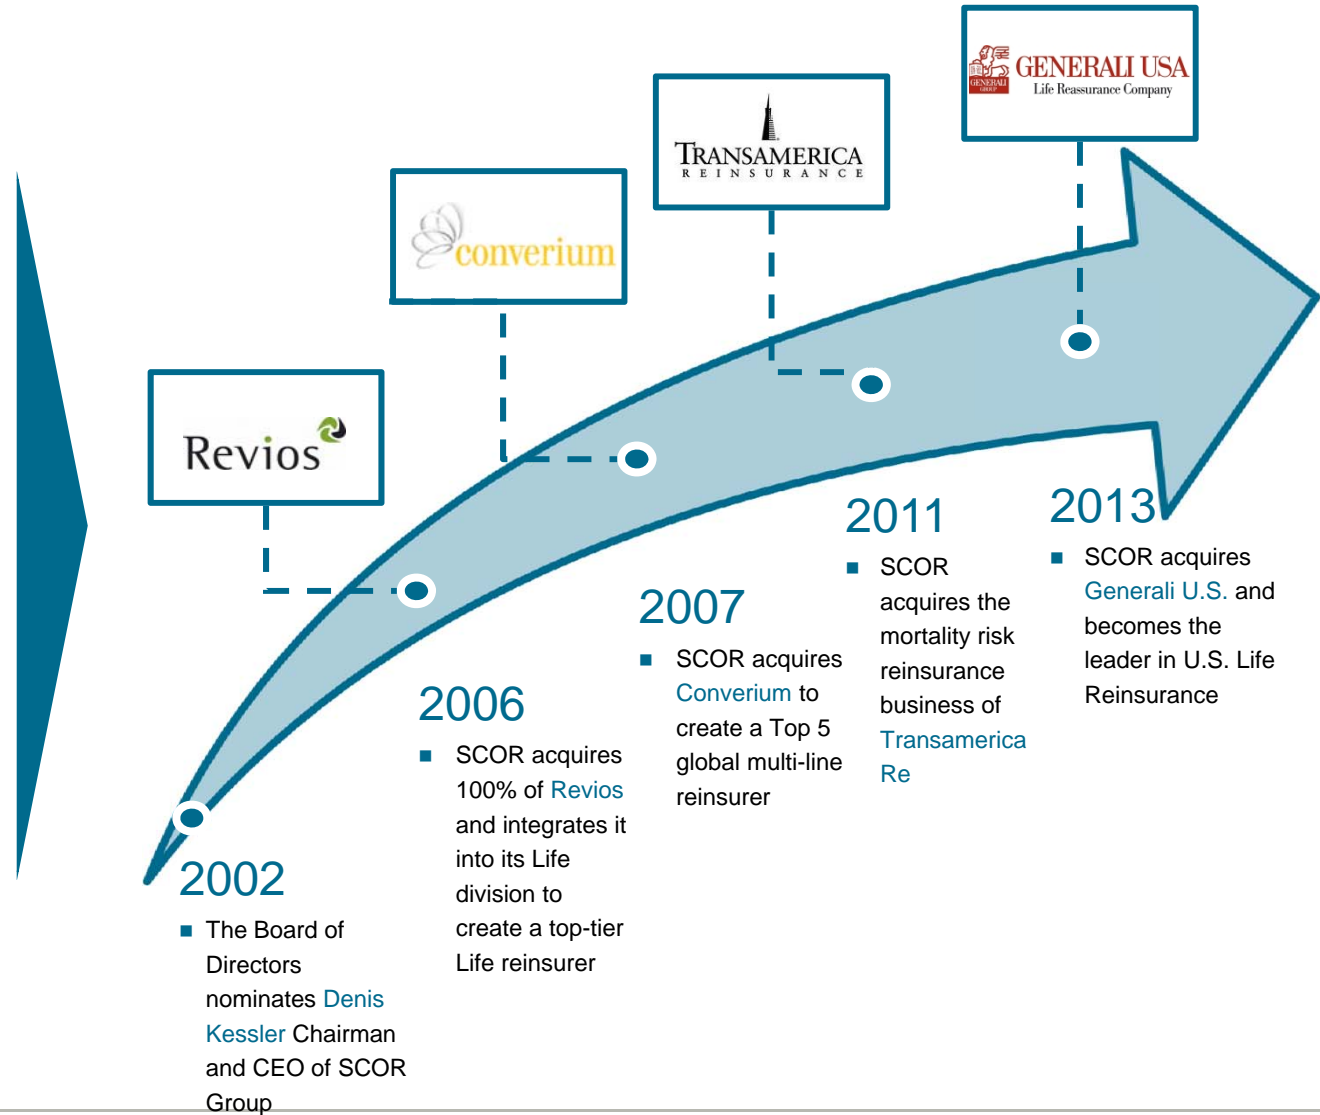 GENERALI
GROUP
GENERALI USA
Life Reassurance Company
TRANSAMERICA
REINSURANCE
converium
Revios
2002
■ The Board of
Directors
nominates Denis
Kessler Chairman
and CEO of SCOR
Group
2006
■ SCOR acquires
100% of Revios
and integrates it
into its Life
division to
create a top-tier
Life reinsurer
2007
■ SCOR acquires
Converium to
create a Top 5
global multi-line
reinsurer
2011
■ SCOR
acquires the
mortality risk
reinsurance
business of
Transamerica
Re
2013
■ SCOR acquires
Generali U.S. and
becomes the
leader in U.S. Life
Reinsurance